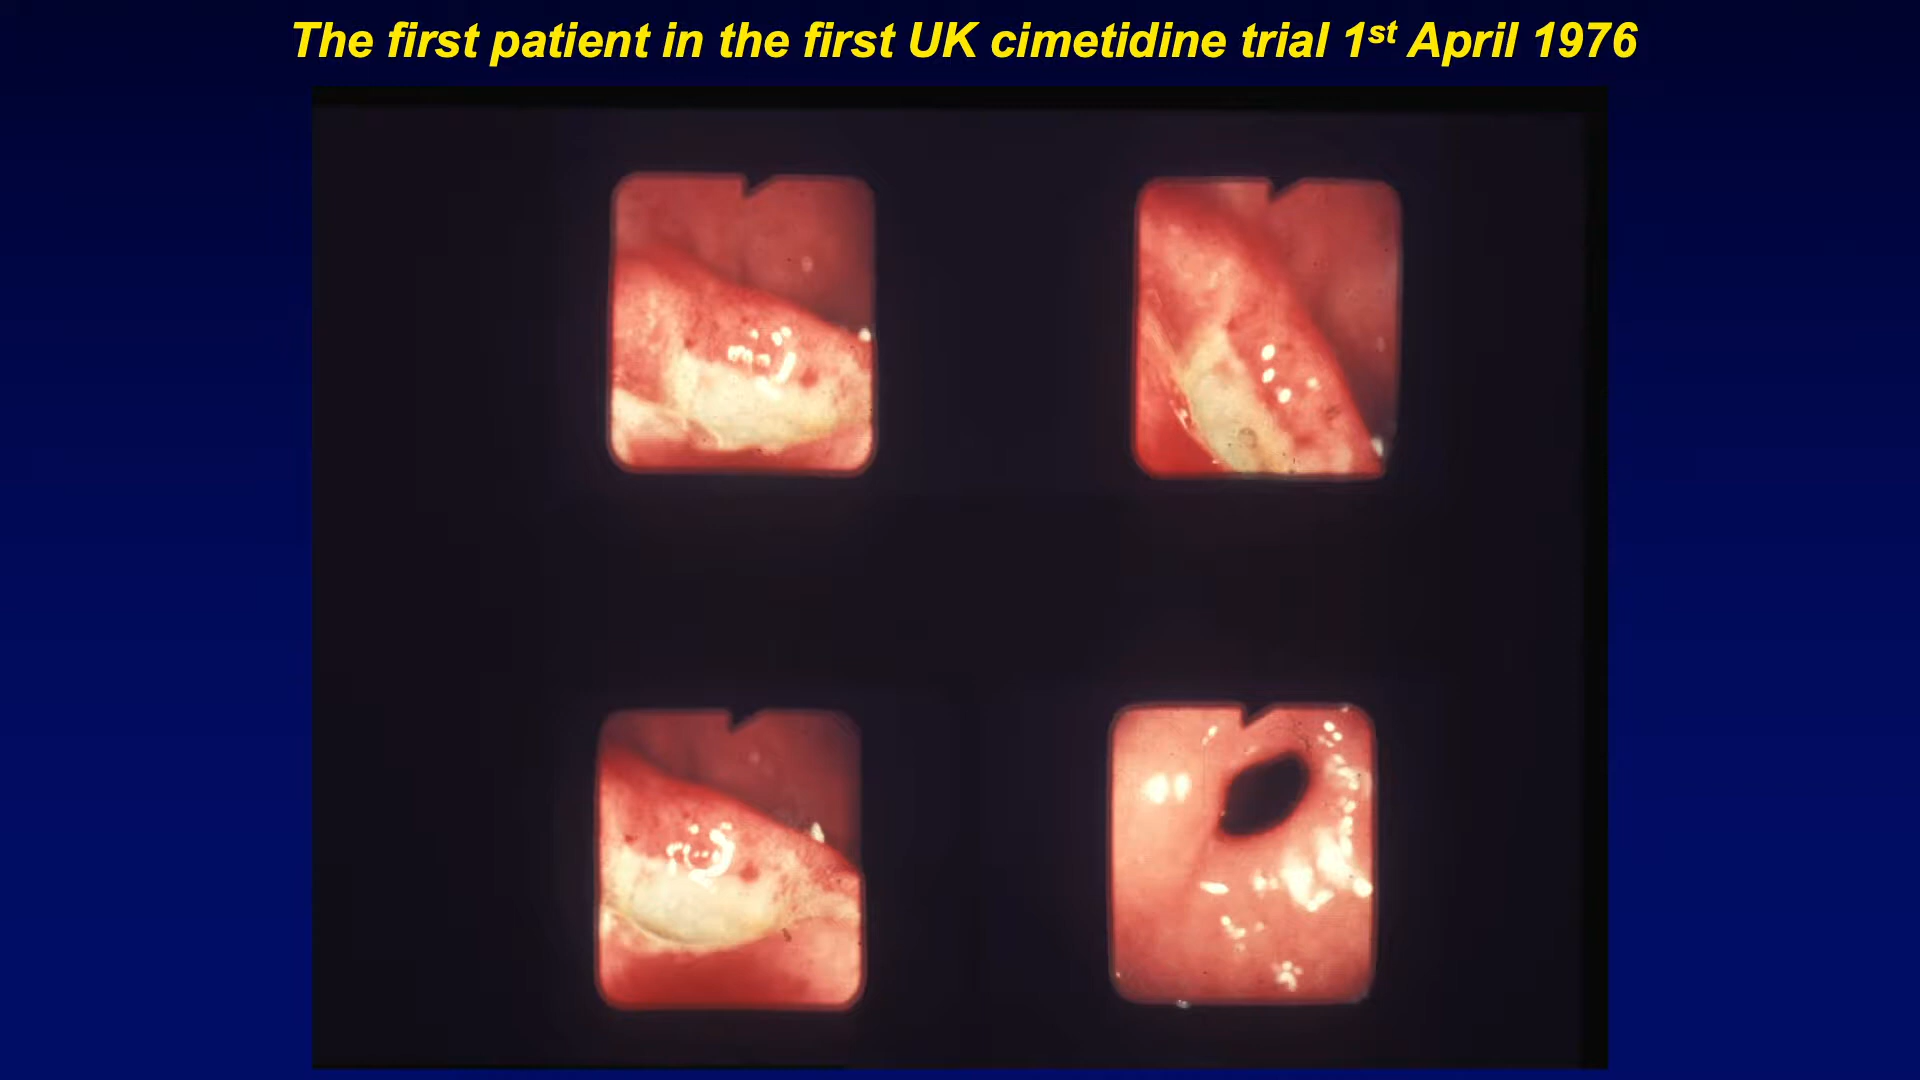 The first patient in the first UK cimetidine trial 1st April 1976